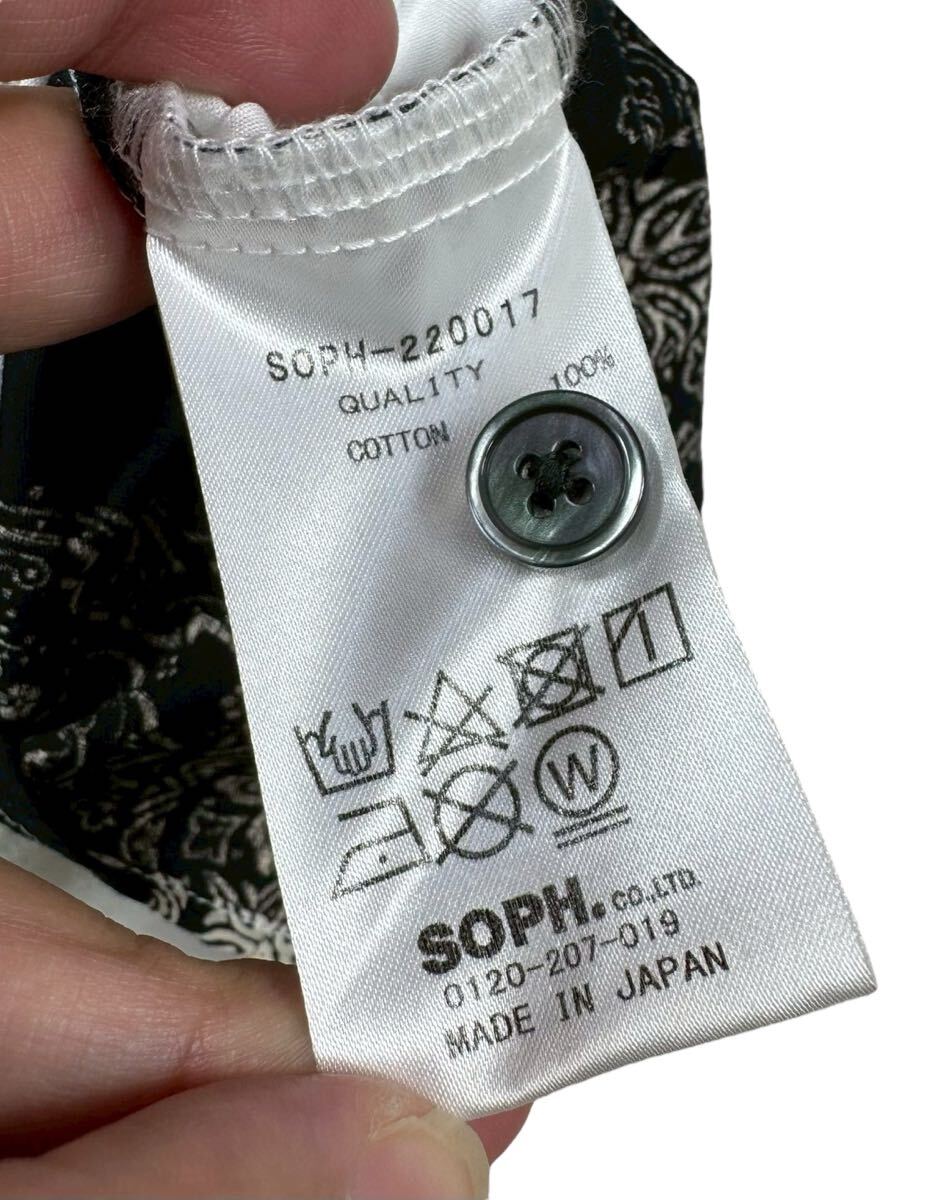 SOPH-220017
QUALITY
COTTON 100%
W
SOPH. CO.,LTD.
0120-207-019
MADE IN JAPAN